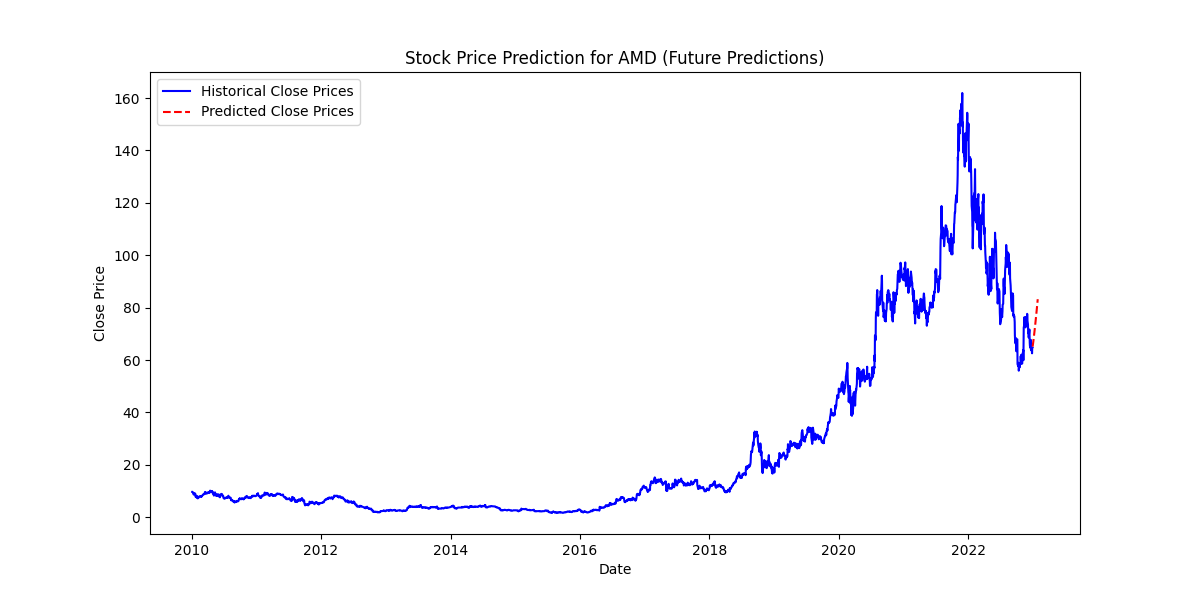 Stock Price Prediction for AMD (Future Predictions)
Historical Close Prices
Predicted Close Prices
Close Price
160
140
120
100
80
60
40
20
0
2010 2012 2014 2016 2018 2020 2022
Date